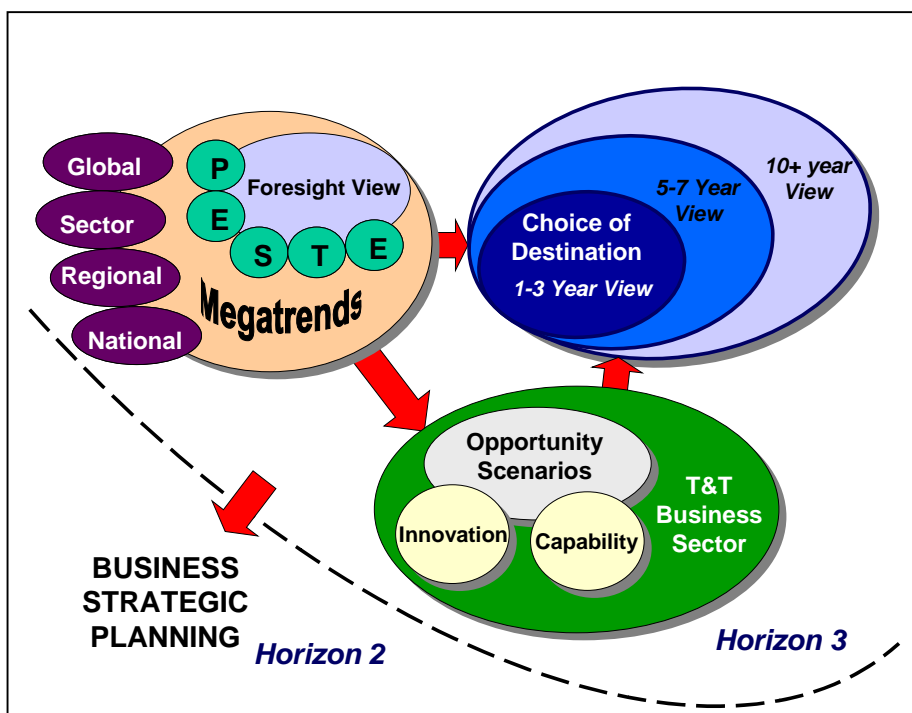 Global
Sector
Regional
National
P
E
S
T
E
Foresight View
Megatrends
10+ year
View
5-7 Year
View
Choice of
Destination
1-3 Year View
Opportunity
Scenarios
Innovation
Capability
T&T
Business
Sector
BUSINESS
STRATEGIC
PLANNING
Horizon 2
Horizon 3